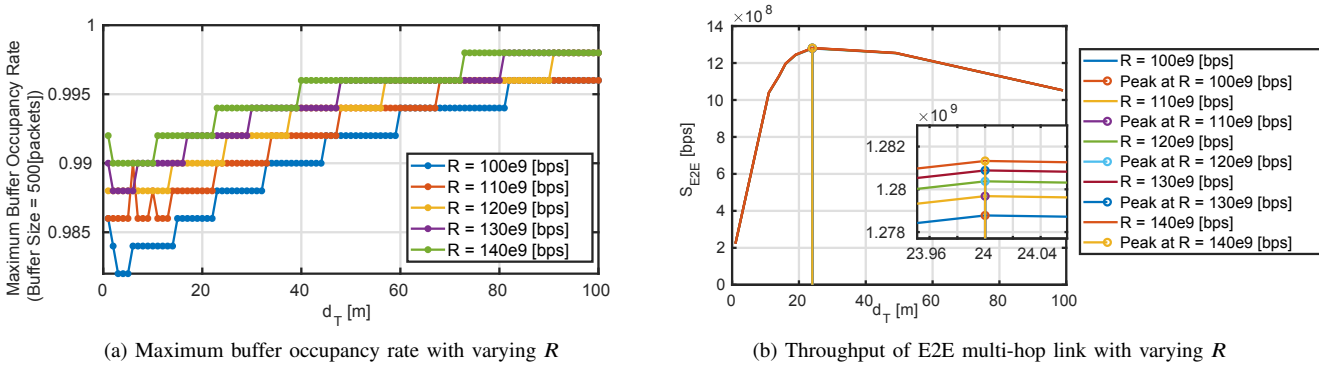 Maximum Buffer Occupancy Rate
(Buffer Size = 500[packets])
1
0.995
0.99
0.985
0
20
40
60
80
100
d_T [m]
R = 100e9 [bps]
R = 110e9 [bps]
R = 120e9 [bps]
R = 130e9 [bps]
R = 140e9 [bps]
(a) Maximum buffer occupancy rate with varying R
×10^8
S_E2E [bps]
14
12
10
8
6
4
2
0
0
20
40
60
80
100
d_T [m]
×10^9
1.282
1.28
1.278
23.96
24
24.04
R = 100e9 [bps]
Peak at R = 100e9 [bps]
R = 110e9 [bps]
Peak at R = 110e9 [bps]
R = 120e9 [bps]
Peak at R = 120e9 [bps]
R = 130e9 [bps]
Peak at R = 130e9 [bps]
R = 140e9 [bps]
Peak at R = 140e9 [bps]
(b) Throughput of E2E multi-hop link with varying R